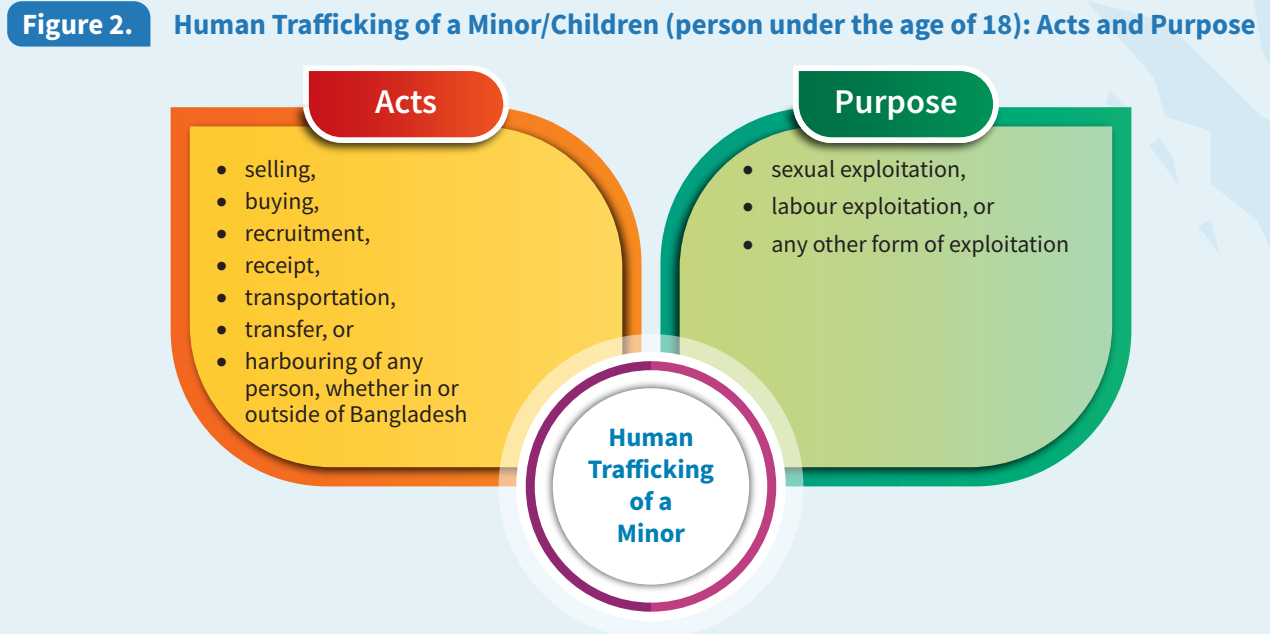 Figure 2. Human Trafficking of a Minor/Children (person under the age of 18): Acts and Purpose
Acts
• selling,
• buying,
• recruitment,
• receipt,
• transportation,
• transfer, or
• harbouring of any
person, whether in or
outside of Bangladesh
Purpose
• sexual exploitation,
• labour exploitation, or
• any other form of exploitation
Human
Trafficking
of a
Minor